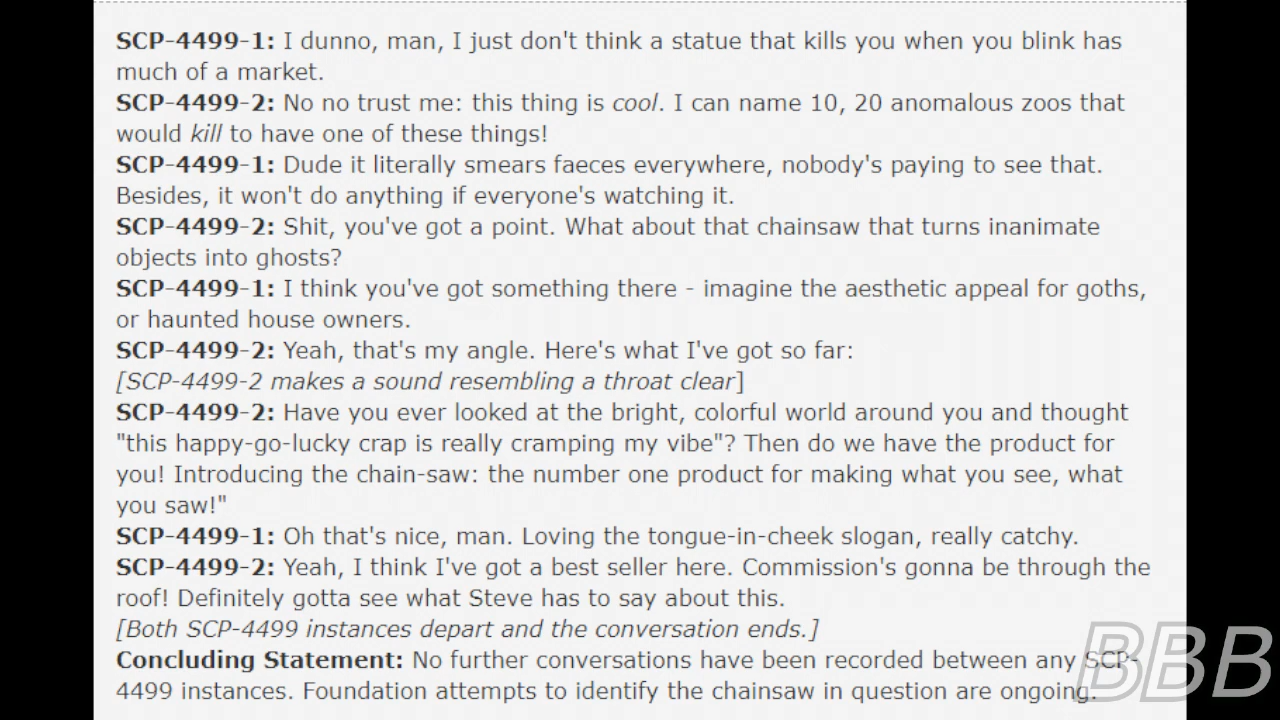 SCP-4499-1: I dunno, man, I just don't think a statue that kills you when you blink has
much of a market.
SCP-4499-2: No no trust me: this thing is cool. I can name 10, 20 anomalous zoos that
would kill to have one of these things!
SCP-4499-1: Dude it literally smears faeces everywhere, nobody's paying to see that.
Besides, it won't do anything if everyone's watching it.
SCP-4499-2: Shit, you've got a point. What about that chainsaw that turns inanimate
objects into ghosts?
SCP-4499-1: I think you've got something there - imagine the aesthetic appeal for goths,
or haunted house owners.
SCP-4499-2: Yeah, that's my angle. Here's what I've got so far:
[SCP-4499-2 makes a sound resembling a throat clear]
SCP-4499-2: Have you ever looked at the bright, colorful world around you and thought
"this happy-go-lucky crap is really cramping my vibe"? Then do we have the product for
you! Introducing the chain-saw: the number one product for making what you see, what
you saw!"
SCP-4499-1: Oh that's nice, man. Loving the tongue-in-cheek slogan, really catchy.
SCP-4499-2: Yeah, I think I've got a best seller here. Commission's gonna be through the
roof! Definitely gotta see what Steve has to say about this.
[Both SCP-4499 instances depart and the conversation ends.]
Concluding Statement: No further conversations have been recorded between any SCP-
4499 instances. Foundation attempts to identify the chainsaw in question are ongoing.
BBB